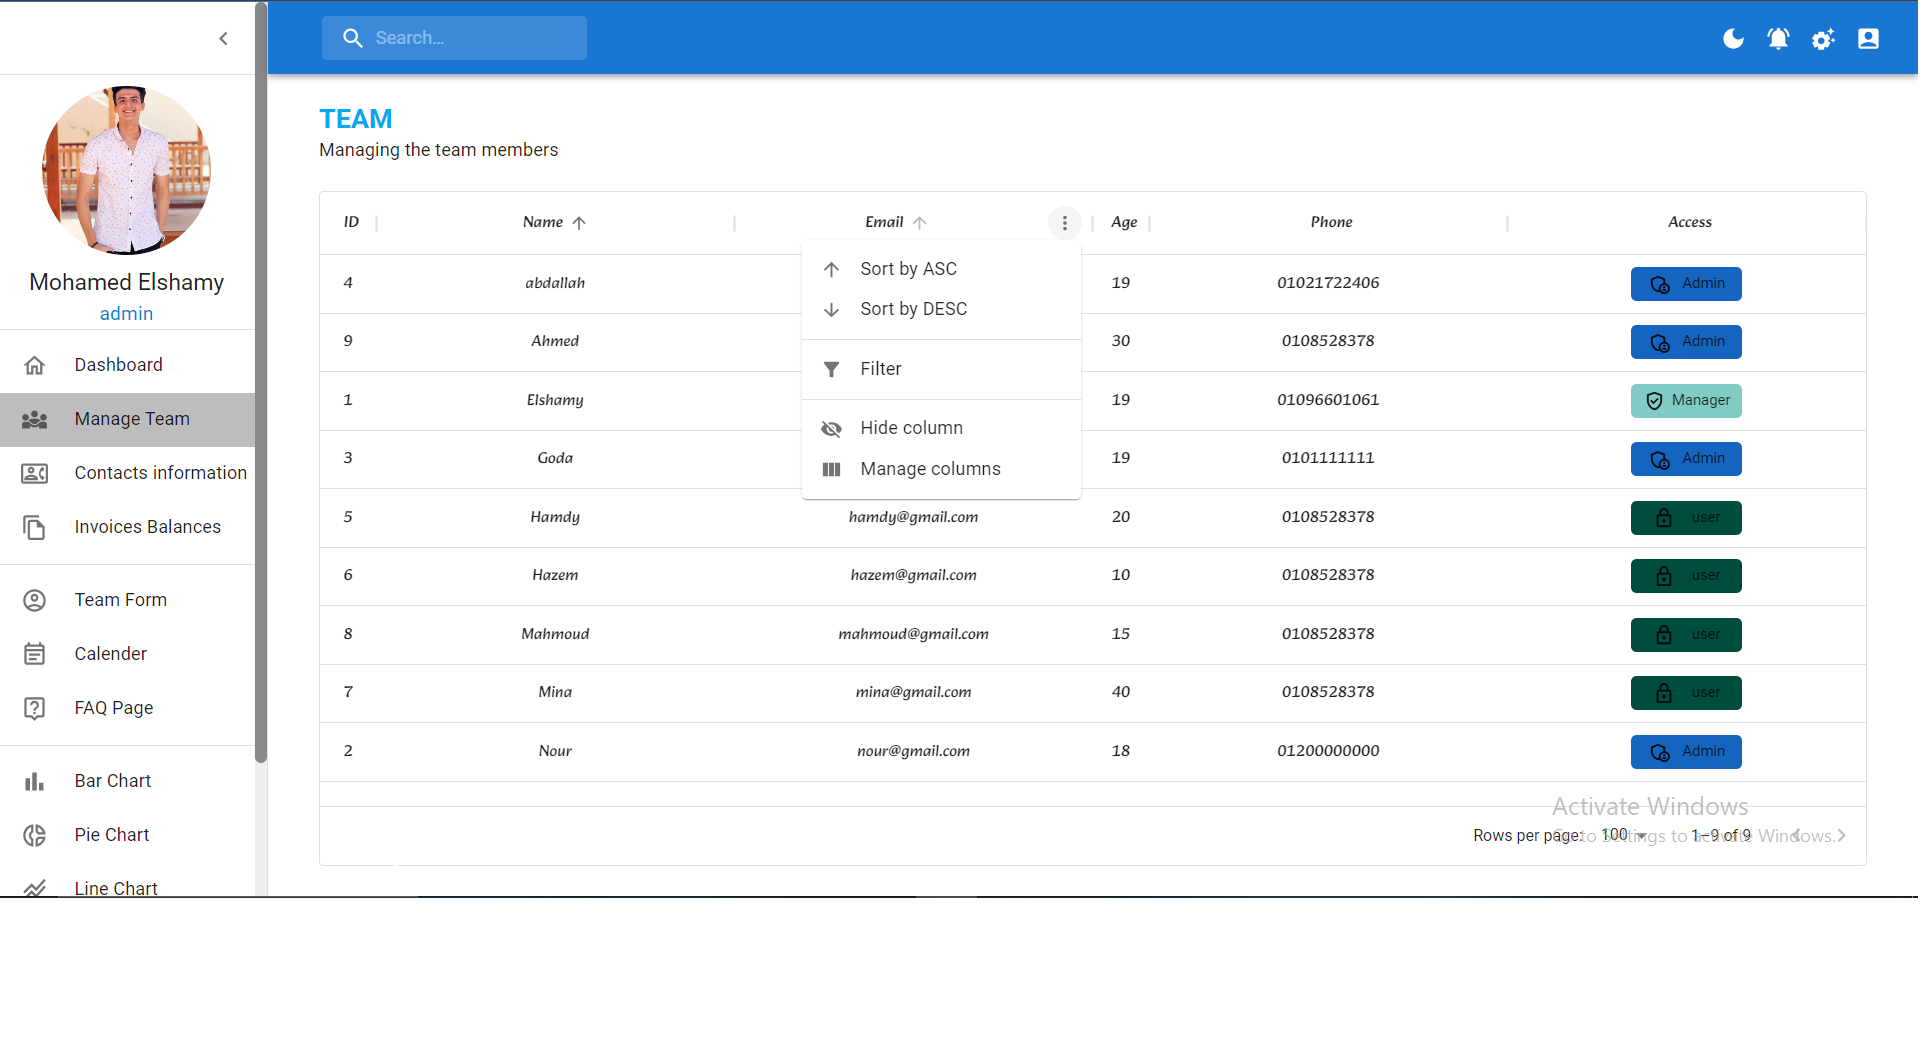 Search...
Mohamed Elshamy
admin
Dashboard
Manage Team
Contacts information
Invoices Balances
Team Form
Calender
FAQ Page
Bar Chart
Pie Chart
Line Chart
TEAM
Managing the team members
ID Name Email Age Phone Access
4 abdallah 19 01021722406 Admin
9 Ahmed 30 0108528378 Admin
1 Elshamy 19 01096601061 Manager
3 Goda 19 0101111111 Admin
5 Hamdy hamdy@gmail.com 20 0108528378 user
6 Hazem hazem@gmail.com 10 0108528378 user
8 Mahmoud mahmoud@gmail.com 15 0108528378 user
7 Mina mina@gmail.com 40 0108528378 user
2 Nour nour@gmail.com 18 01200000000 Admin
Sort by ASC
Sort by DESC
Filter
Hide column
Manage columns
Rows per page: 100 1–9 of 9
Activate Windows
Go to Settings to activate Windows.